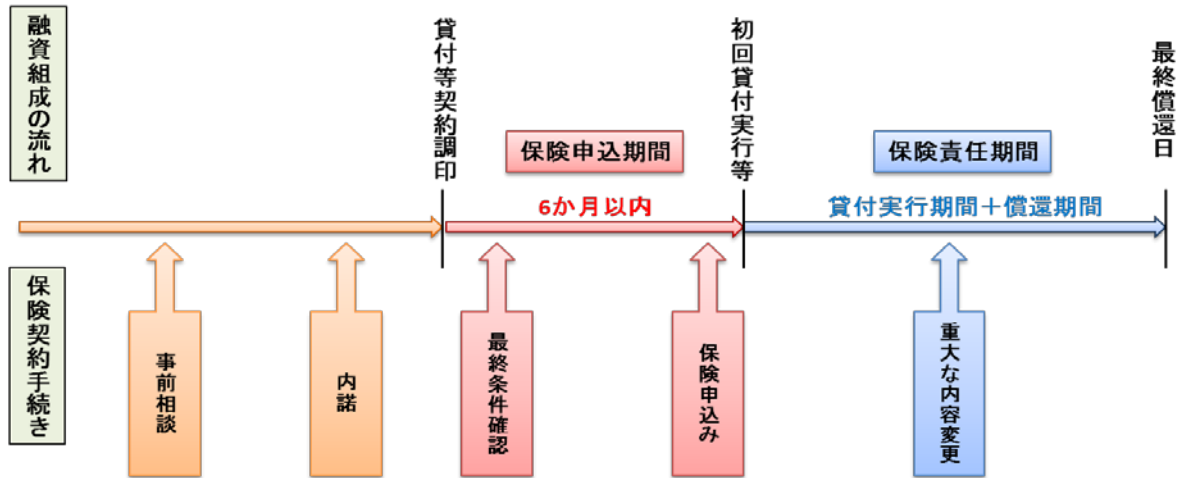 融資組成の流れ
貸付等契約調印
初回貸付実行等
最終償還日
保険申込期間
保険責任期間
6か月以内
貸付実行期間＋償還期間
保険契約手続き
事前相談
内諾
最終条件確認
保険申込み
重大な内容変更